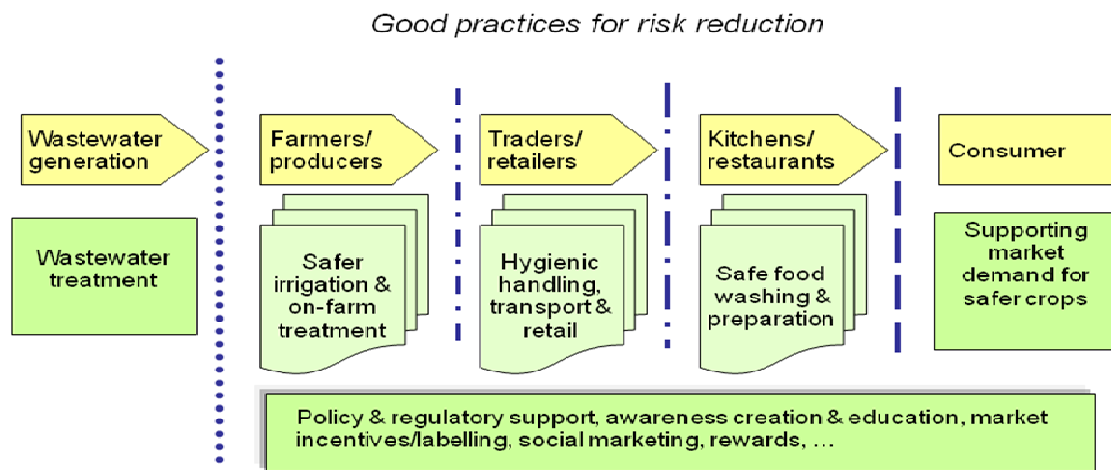 Good practices for risk reduction
Wastewater
generation
Farmers/
producers
Traders/
retailers
Kitchens/
restaurants
Consumer
Wastewater
treatment
Safer
irrigation &
on-farm
treatment
Hygienic
handling,
transport &
retail
Safe food
washing &
preparation
Supporting
market
demand for
safer crops
Policy & regulatory support, awareness creation & education, market
incentives/labelling, social marketing, rewards, ...